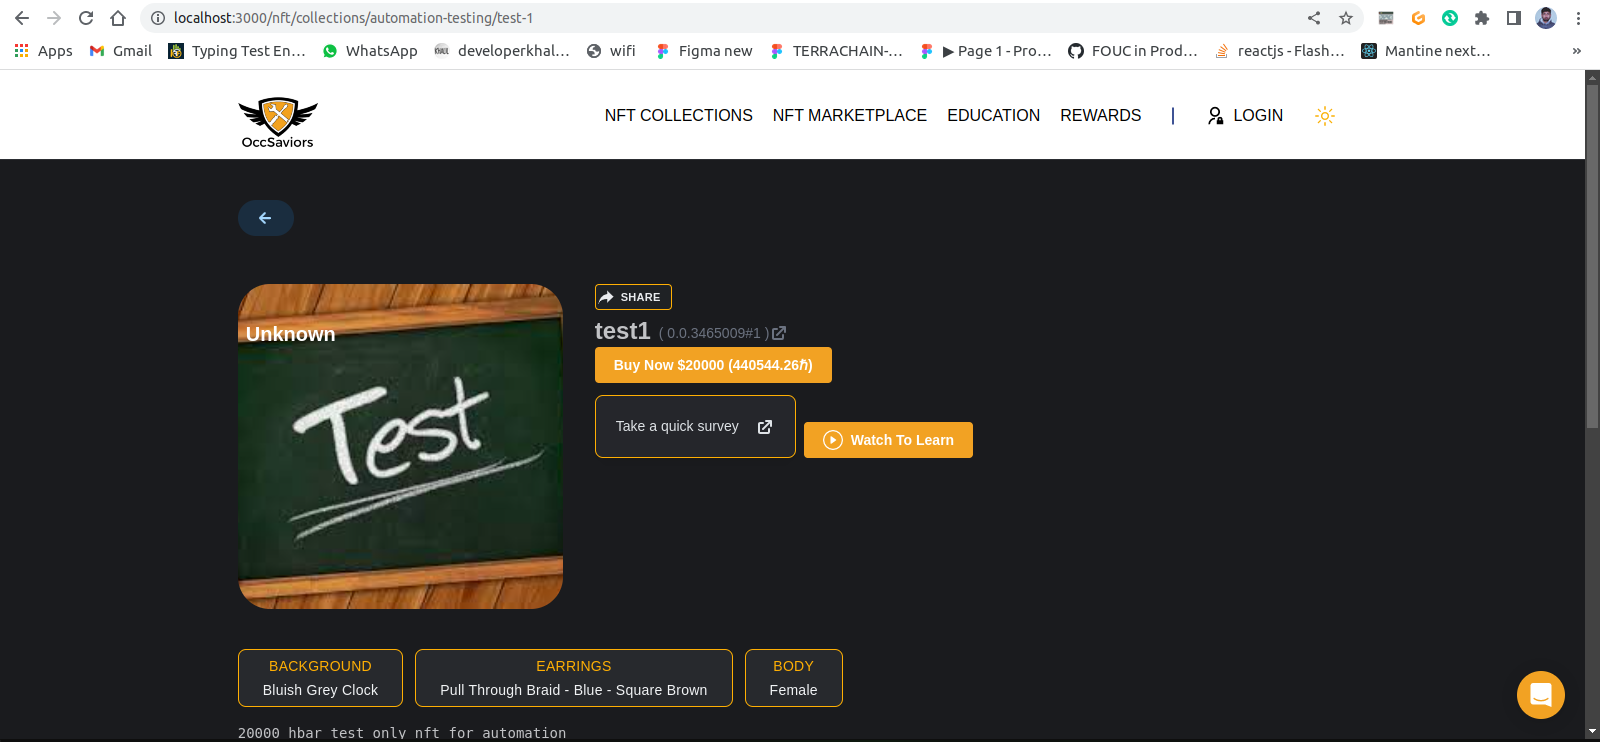 localhost:3000/nft/collections/automation-testing/test-1
Apps Gmail Typing Test En... WhatsApp developerkhal... wifi Figma new TERRACHAIN-... ▶ Page 1 - Pro... FOUC in Prod... reactjs - Flash... Mantine next... »
OccSaviors
NFT COLLECTIONS NFT MARKETPLACE EDUCATION REWARDS | LOGIN
SHARE
Unknown
test1 ( 0.0.3465009#1 )
Buy Now $20000 (440544.26ℏ)
Test
Take a quick survey
Watch To Learn
BACKGROUND EARRINGS BODY
Bluish Grey Clock Pull Through Braid - Blue - Square Brown Female
20000 hbar test only nft for automation